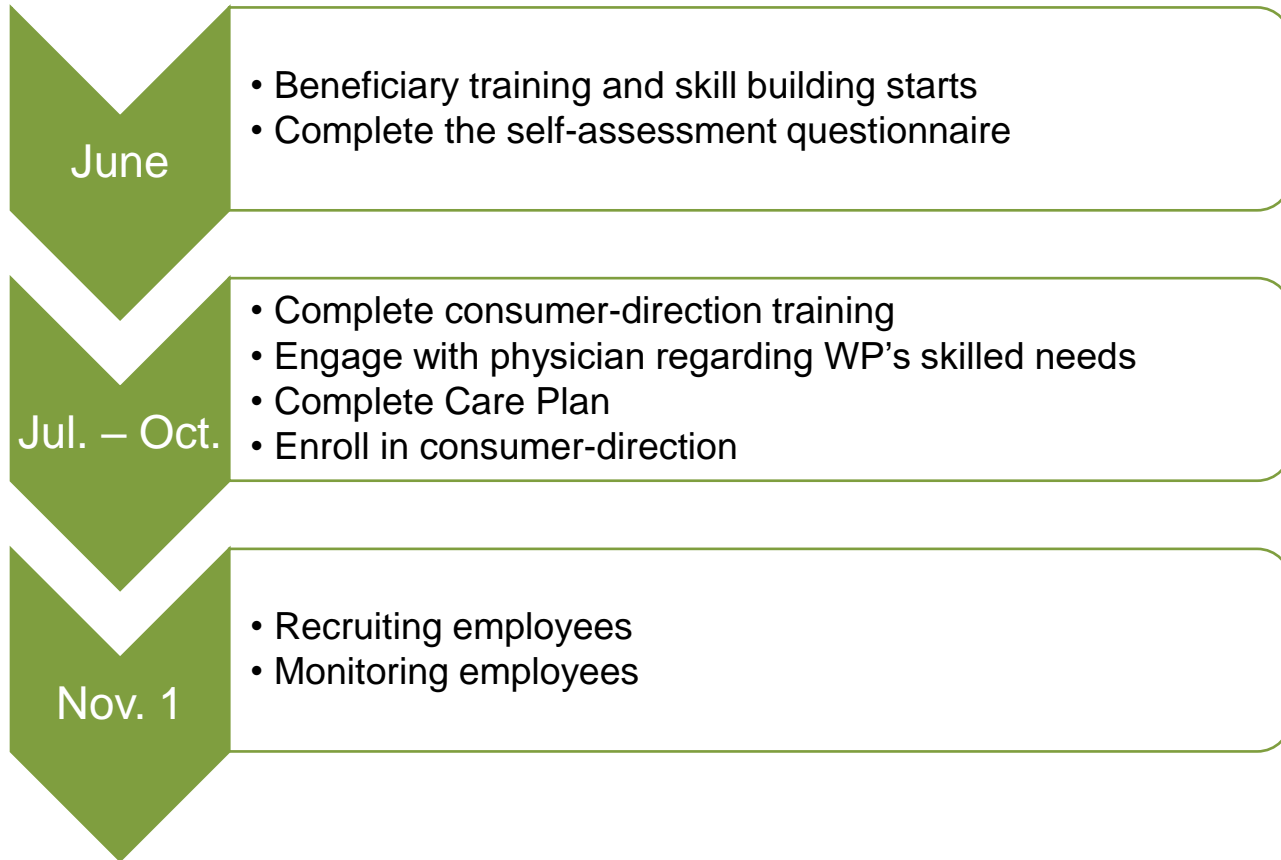 June
• Beneficiary training and skill building starts
• Complete the self-assessment questionnaire
Jul. – Oct.
• Complete consumer-direction training
• Engage with physician regarding WP’s skilled needs
• Complete Care Plan
• Enroll in consumer-direction
Nov. 1
• Recruiting employees
• Monitoring employees